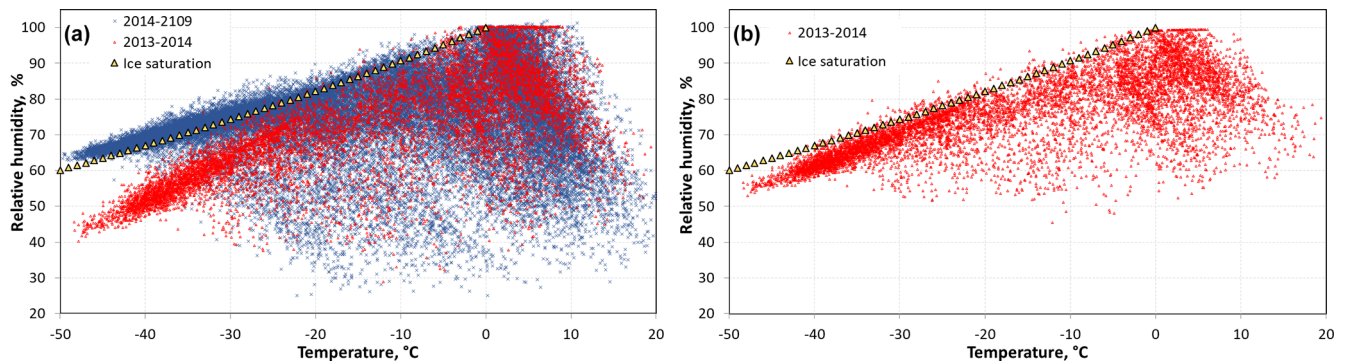 (a)
2014-2109
2013-2014
Ice saturation
Relative humidity, %
100
90
80
70
60
50
40
30
20
-50 -40 -30 -20 -10 0 10 20
Temperature, °C
(b)
2013-2014
Ice saturation
Relative humidity, %
100
90
80
70
60
50
40
30
20
-50 -40 -30 -20 -10 0 10 20
Temperature, °C